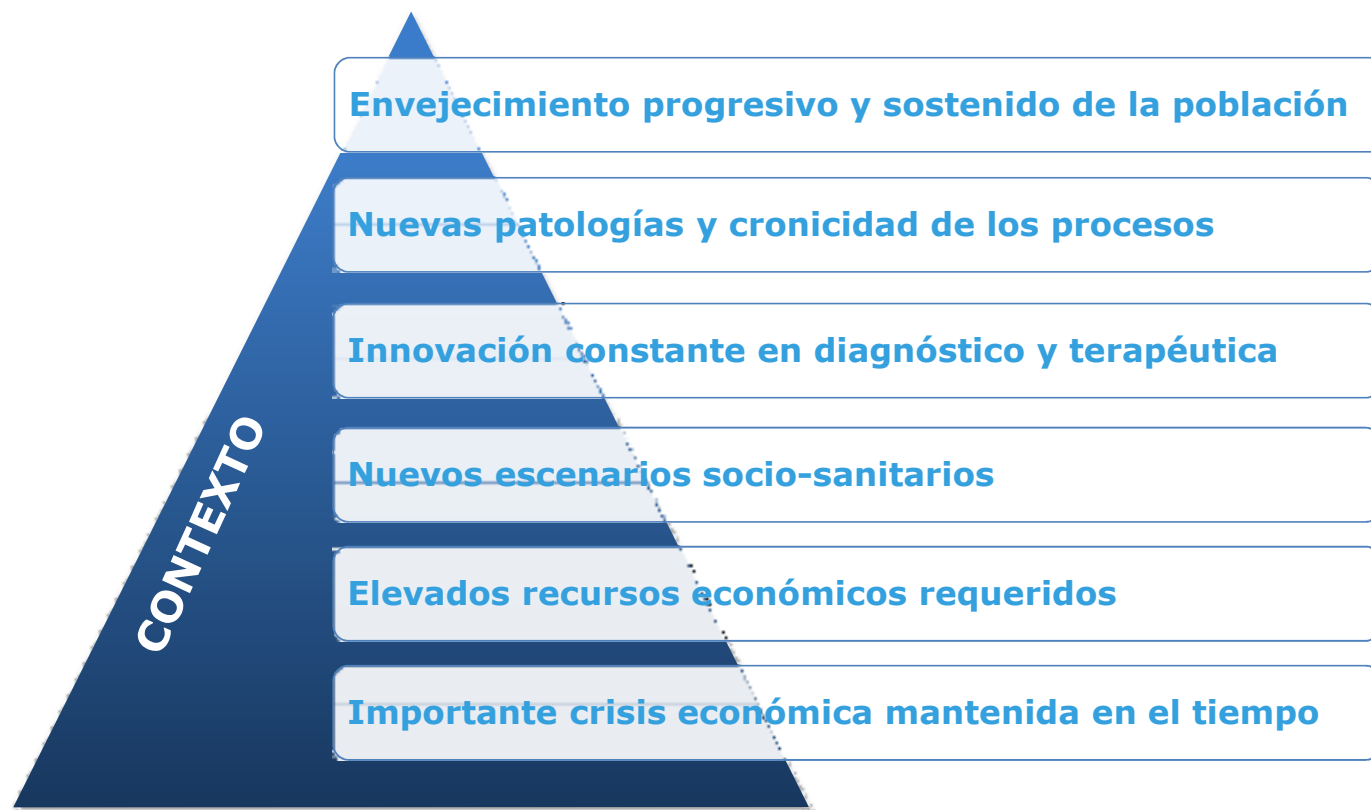 Envejecimiento progresivo y sostenido de la población
Nuevas patologías y cronicidad de los procesos
Innovación constante en diagnóstico y terapéutica
Nuevos escenarios socio-sanitarios
Elevados recursos económicos requeridos
Importante crisis económica mantenida en el tiempo
CONTEXTO